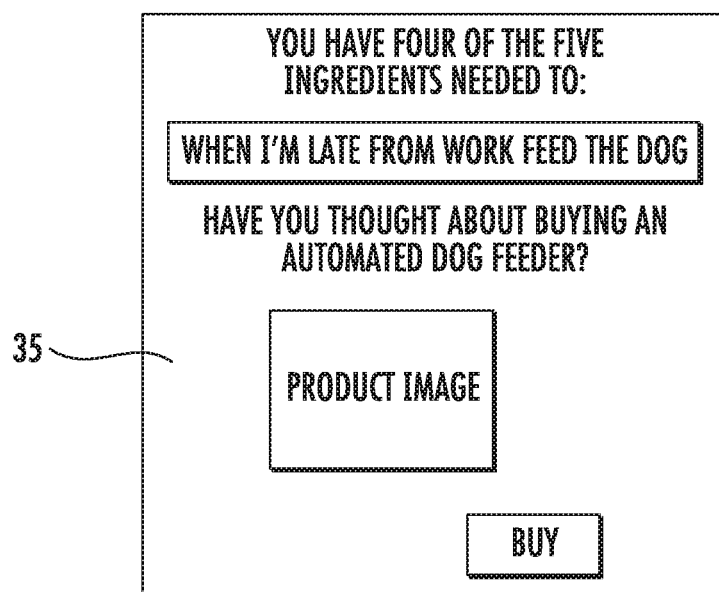 YOU HAVE FOUR OF THE FIVE
INGREDIENTS NEEDED TO:
WHEN I'M LATE FROM WORK FEED THE DOG
HAVE YOU THOUGHT ABOUT BUYING AN
AUTOMATED DOG FEEDER?
35
PRODUCT IMAGE
BUY